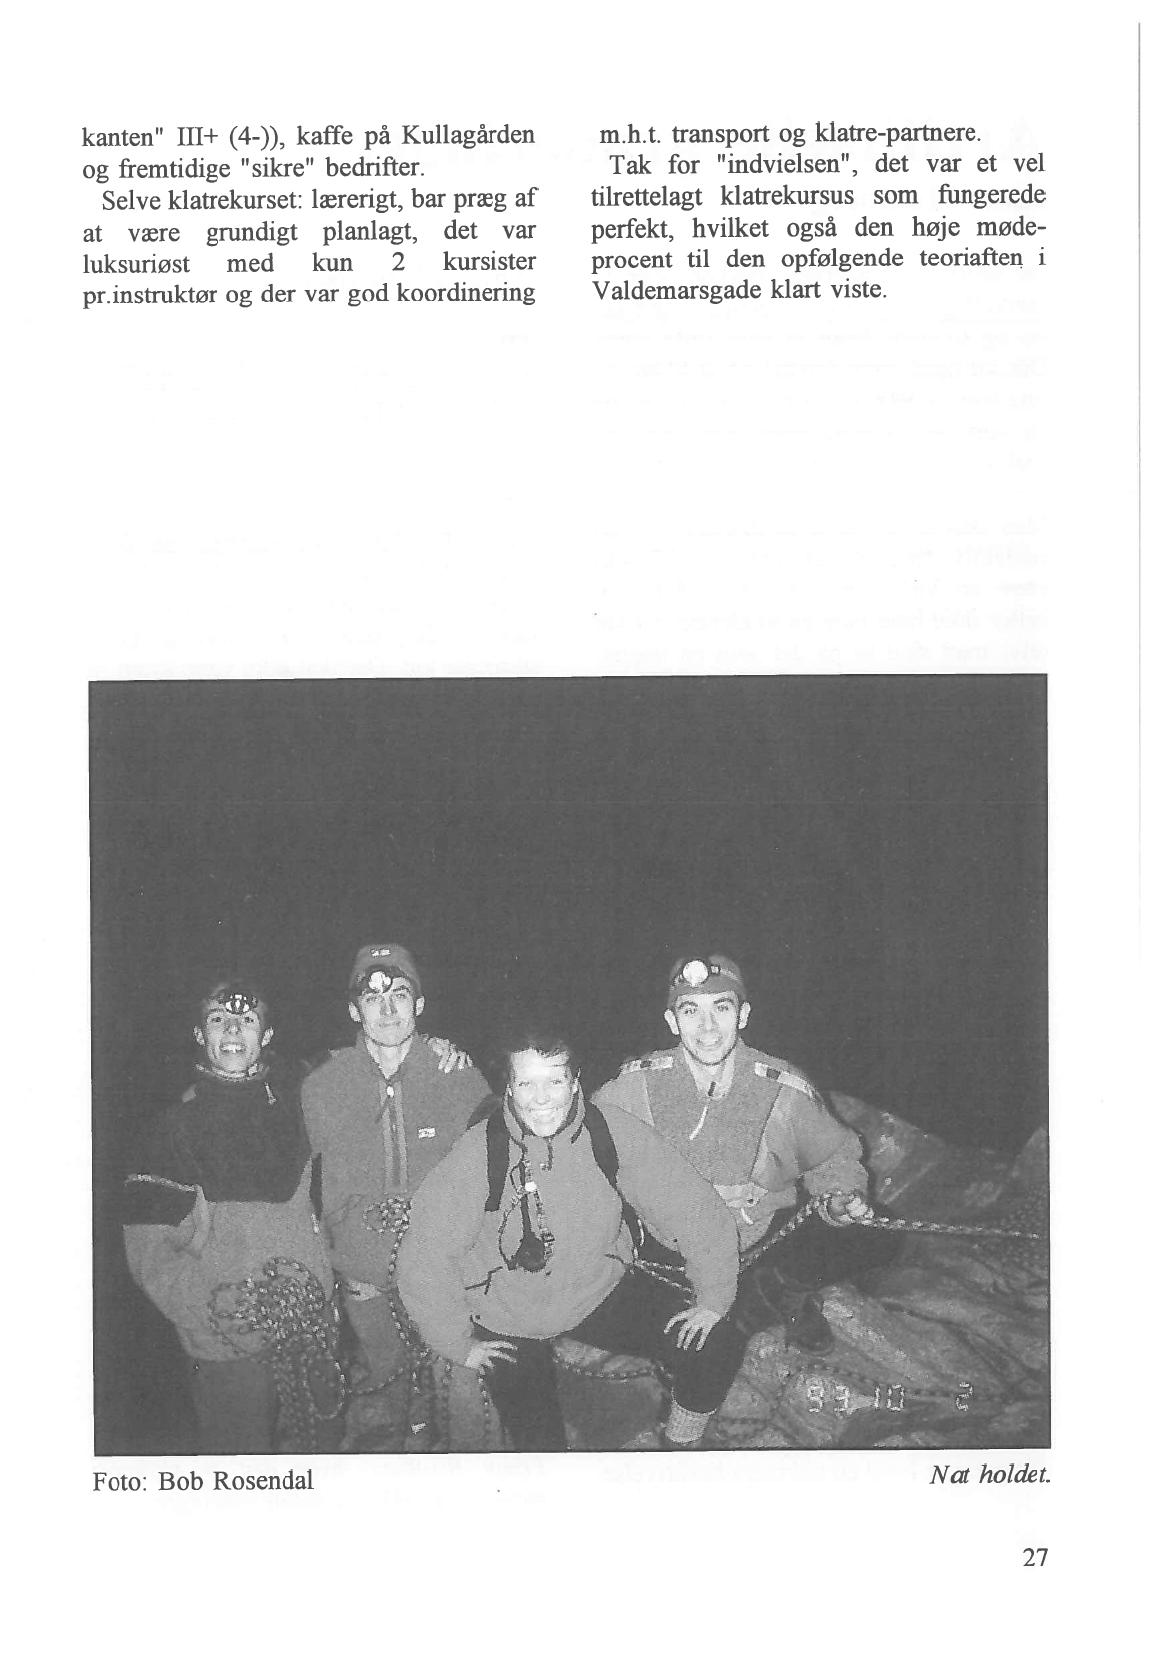 kanten" III+ (4-)), kaffe på Kullagården
og fremtidige "sikre" bedrifter.
Selve klatrekurset: lærerigt, bar præg af
at være grundigt planlagt, det var
luksuriøst med kun 2 kursister
pr.instruktør og der var god koordinering
m.h.t. transport og klatre-partnere.
Tak for "indvielsen", det var et vel
tilrettelagt klatrekursus som fungerede
perfekt, hvilket også den høje møde-
procent til den opfølgende teoriaften i
Valdemarsgade klart viste.
93 10 2
Foto: Bob Rosendal
Nat holdet.
27